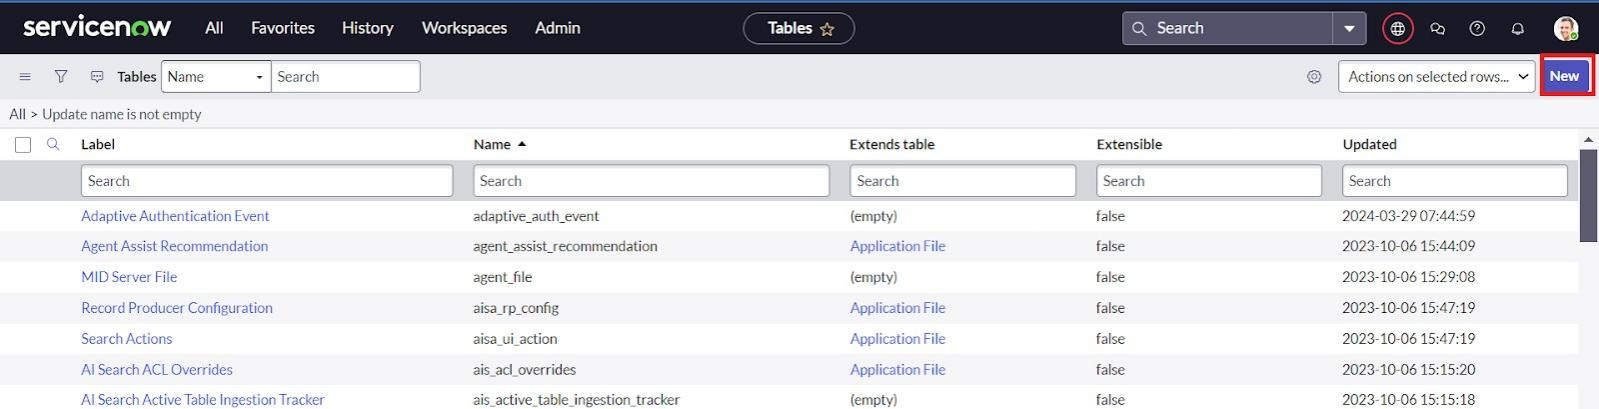 servicenow All Favorites History Workspaces Admin Tables Search
Tables Name Search Actions on selected rows... New
All > Update name is not empty
Label Name Extends table Extensible Updated
Search Search Search Search Search
Adaptive Authentication Event adaptive_auth_event (empty) false 2024-03-29 07:44:59
Agent Assist Recommendation agent_assist_recommendation Application File false 2023-10-06 15:44:09
MID Server File agent_file (empty) false 2023-10-06 15:29:08
Record Producer Configuration aisa_rp_config Application File false 2023-10-06 15:47:19
Search Actions aisa_ui_action Application File false 2023-10-06 15:47:19
AI Search ACL Overrides ais_acl_overrides Application File false 2023-10-06 15:15:20
AI Search Active Table Ingestion Tracker ais_active_table_ingestion_tracker (empty) false 2023-10-06 15:15:18